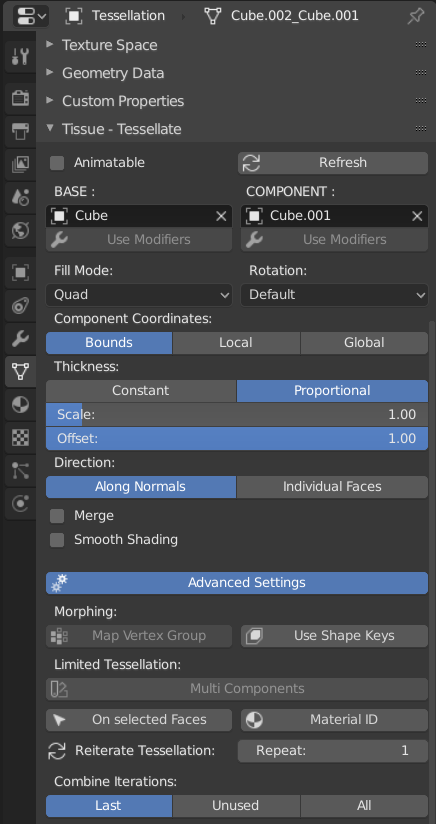 Tessellation Cube.002_Cube.001
Texture Space
Geometry Data
Custom Properties
Tissue - Tessellate
Animatable Refresh
BASE : COMPONENT :
Cube Cube.001
Use Modifiers Use Modifiers
Fill Mode: Rotation:
Quad Default
Component Coordinates:
Bounds Local Global
Thickness:
Constant Proportional
Scale: 1.00
Offset: 1.00
Direction:
Along Normals Individual Faces
Merge
Smooth Shading
Advanced Settings
Morphing:
Map Vertex Group Use Shape Keys
Limited Tessellation:
Multi Components
On selected Faces Material ID
Reiterate Tessellation: Repeat: 1
Combine Iterations:
Last Unused All